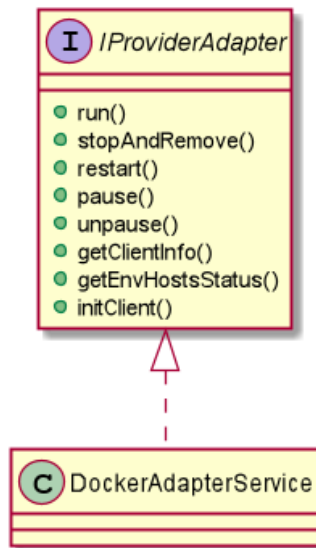 I IProviderAdapter
run()
stopAndRemove()
restart()
pause()
unpause()
getClientInfo()
getEnvHostsStatus()
initClient()
C DockerAdapterService